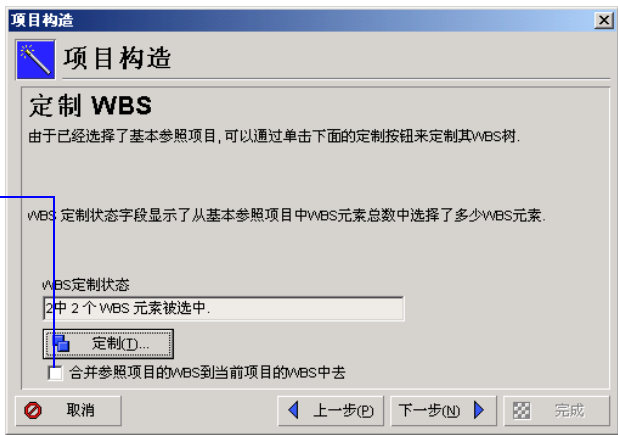 项目构造
项目构造
定制 WBS
由于已经选择了基本参照项目,可以通过单击下面的定制按钮来定制其WBS树.
WBS 定制状态字段显示了从基本参照项目中WBS元素总数中选择了多少WBS元素.
WBS定制状态
2中 2 个 WBS 元素被选中.
定制(T)...
合并参照项目的WBS到当前项目的WBS中去
取消 上一步(P) 下一步(N) 完成